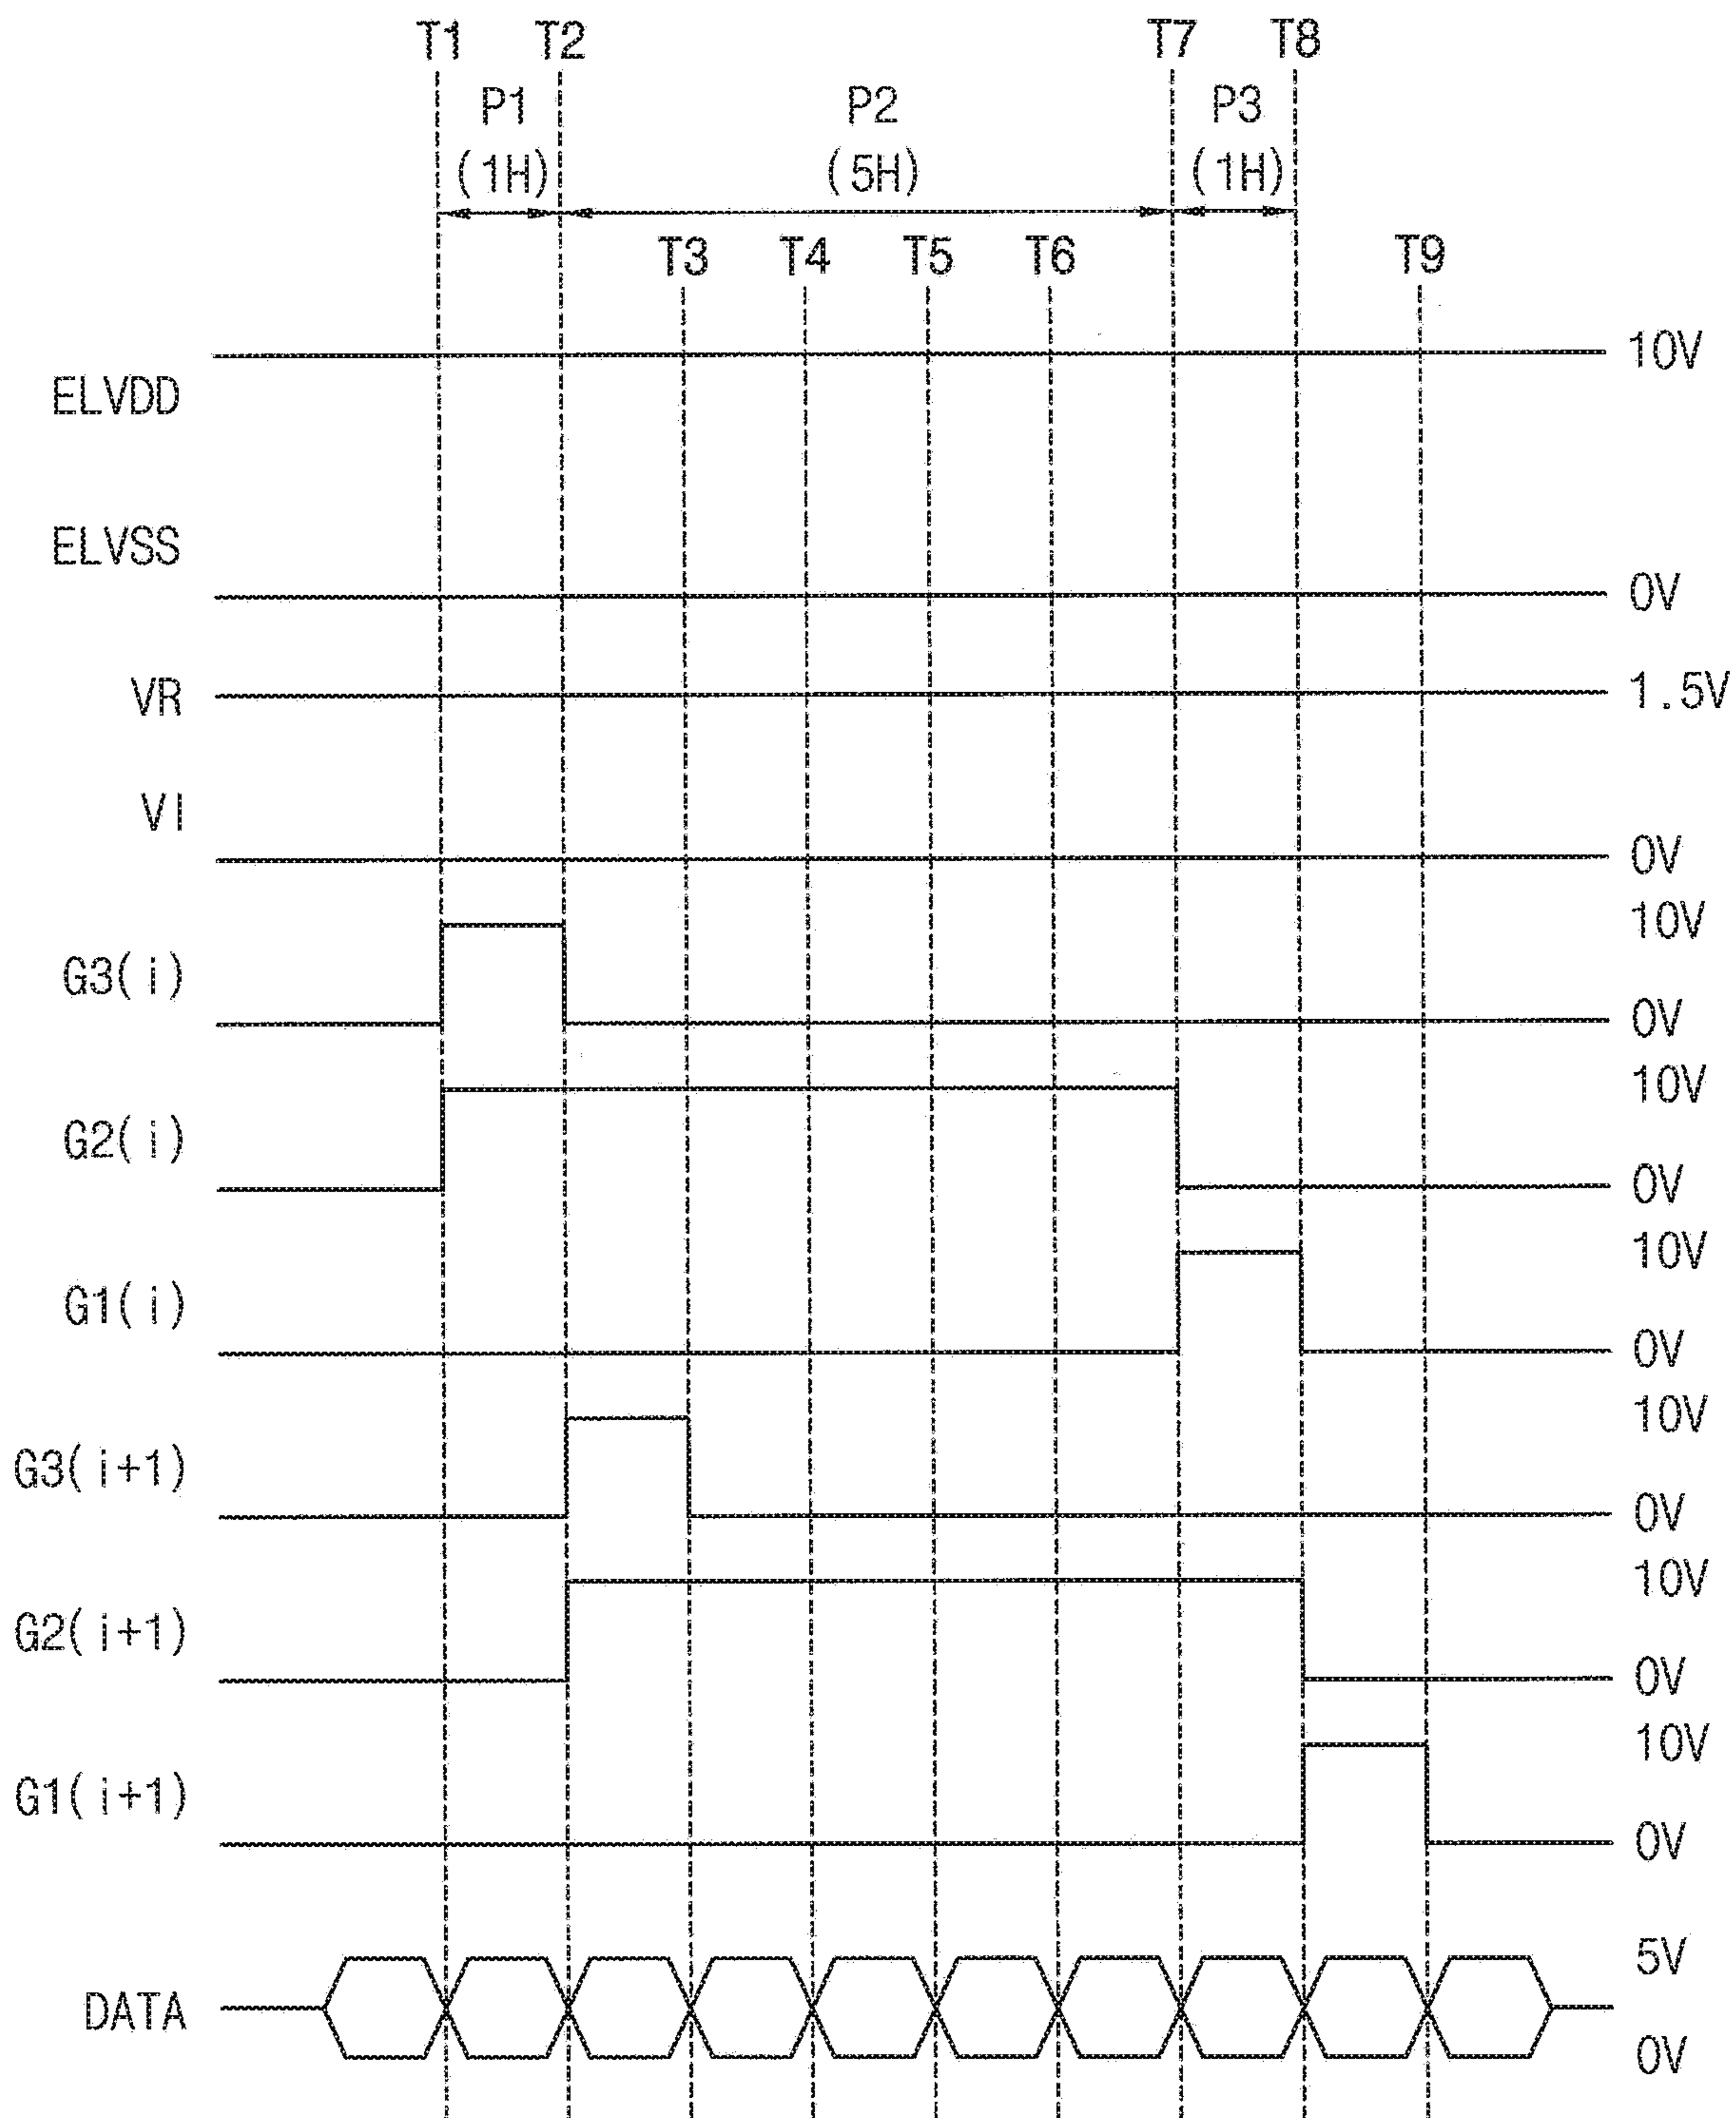 T1 T2 T7 T8
P1 P2 P3
(1H) (5H) (1H)
T3 T4 T5 T6 T9
ELVDD 10V
ELVSS 0V
VR 1.5V
VI 0V
G3(i) 10V
0V
G2(i) 10V
0V
G1(i) 10V
0V
G3(i+1) 10V
0V
G2(i+1) 10V
0V
G1(i+1) 10V
0V
DATA 5V
0V